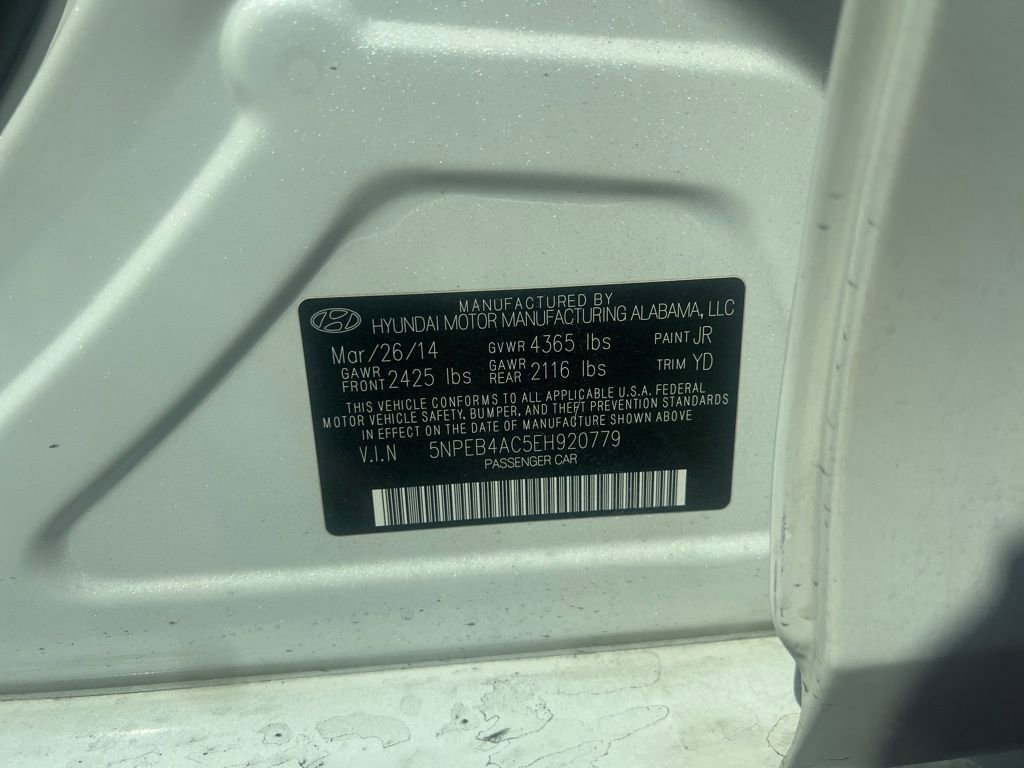 MANUFACTURED BY
HYUNDAI MOTOR MANUFACTURING ALABAMA, LLC
Mar/26/14 GVWR 4365 lbs PAINT JR
GAWR FRONT 2425 lbs GAWR REAR 2116 lbs TRIM YD
THIS VEHICLE CONFORMS TO ALL APPLICABLE U.S.A. FEDERAL
MOTOR VEHICLE SAFETY, BUMPER, AND THEFT PREVENTION STANDARDS
IN EFFECT ON THE DATE OF MANUFACTURE SHOWN ABOVE
V.I.N 5NPEB4AC5EH920779
PASSENGER CAR